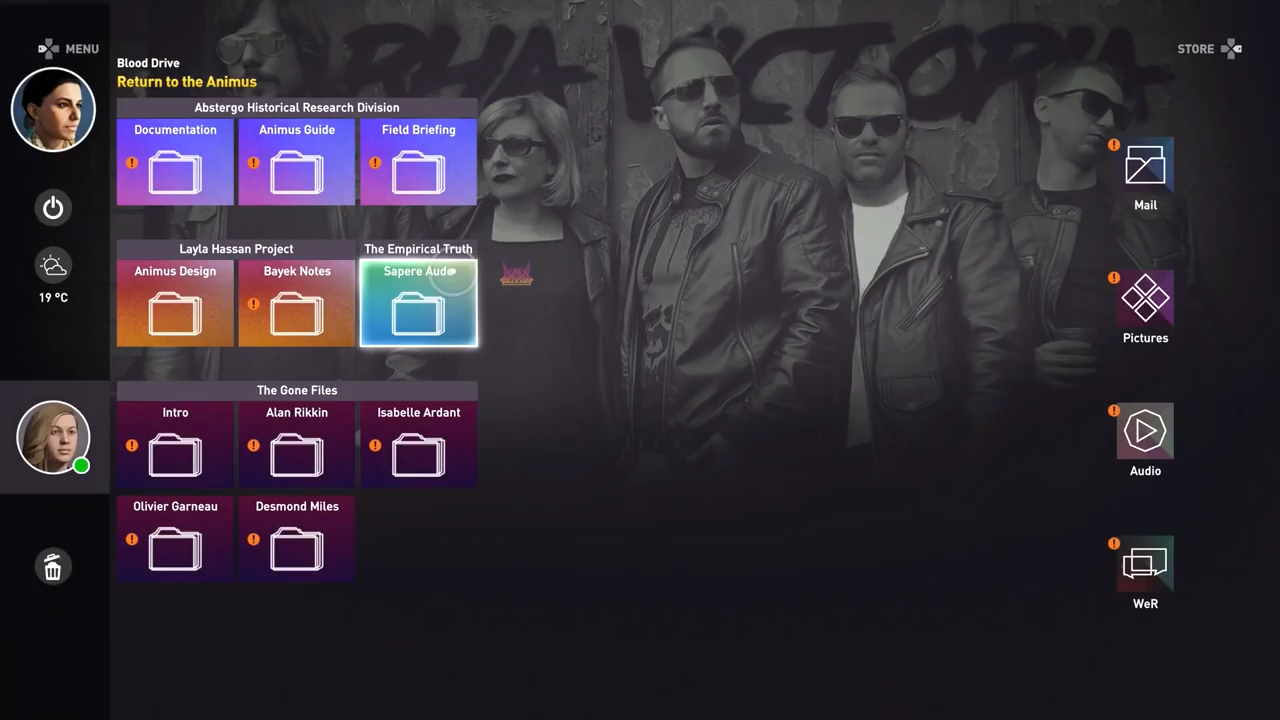 MENU
STORE
Blood Drive
Return to the Animus
Abstergo Historical Research Division
Documentation
Animus Guide
Field Briefing
Layla Hassan Project
The Empirical Truth
Animus Design
Bayek Notes
Sapere Aude
19 °C
The Gone Files
Intro
Alan Rikkin
Isabelle Ardant
Olivier Garneau
Desmond Miles
Mail
Pictures
Audio
WeR